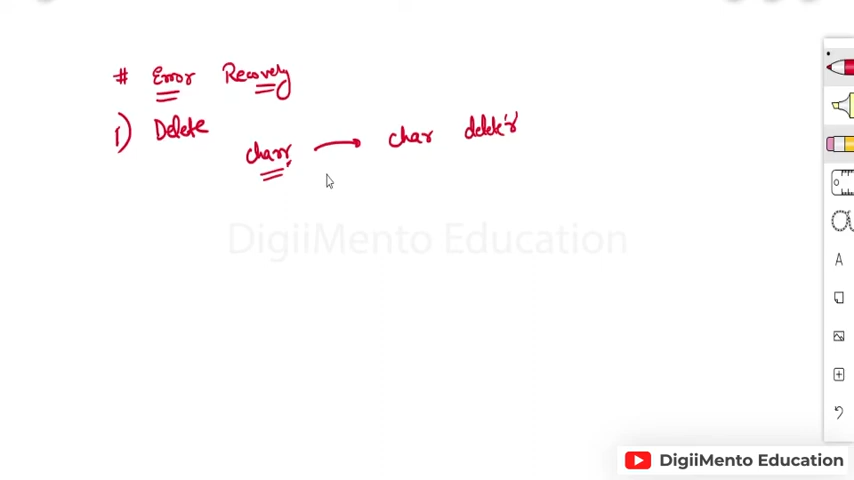 # Error Recovery
1) Delete
charr → char delete 'r'
DigiiMento Education
A
DigiiMento Education